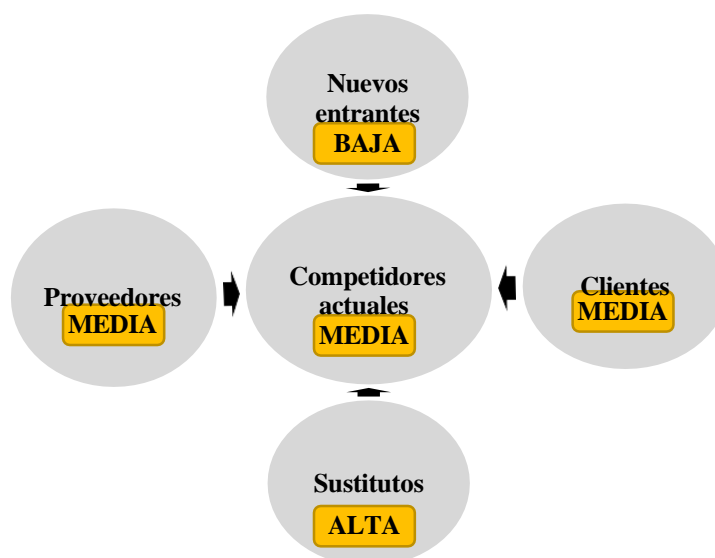 Nuevos
entrantes
BAJA
Proveedores
MEDIA
Competidores
actuales
MEDIA
Clientes
MEDIA
Sustitutos
ALTA